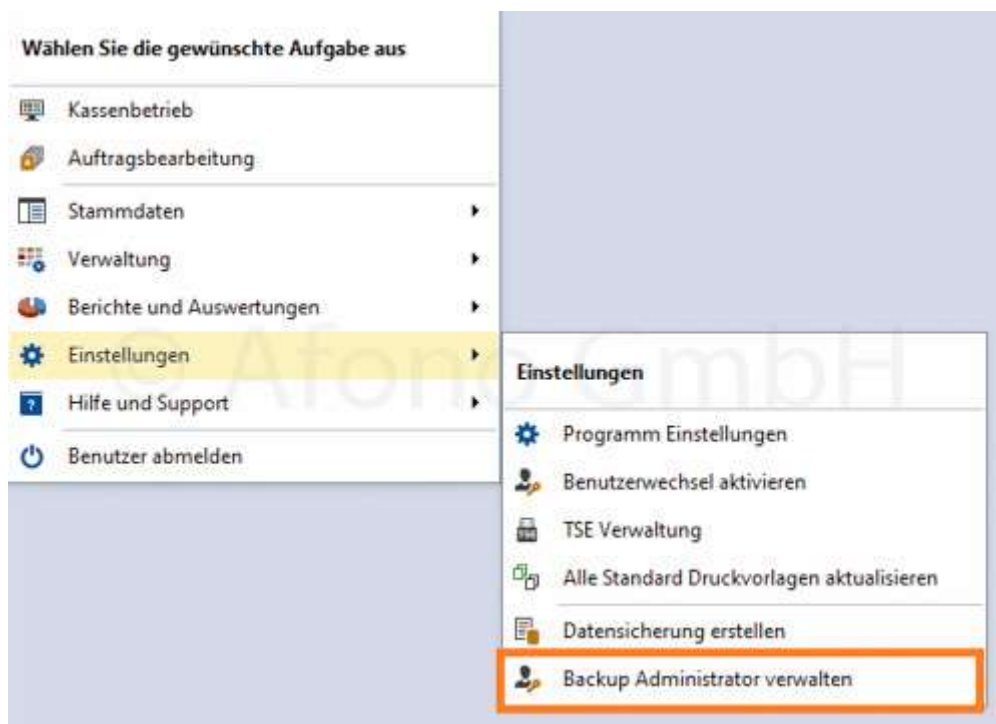 Wählen Sie die gewünschte Aufgabe aus
Kassenbetrieb
Auftragsbearbeitung
Stammdaten
Verwaltung
Berichte und Auswertungen
Einstellungen
Hilfe und Support
Benutzer abmelden
Einstellungen
Programm Einstellungen
Benutzerwechsel aktivieren
TSE Verwaltung
Alle Standard Druckvorlagen aktualisieren
Datensicherung erstellen
Backup Administrator verwalten
© Afono GmbH